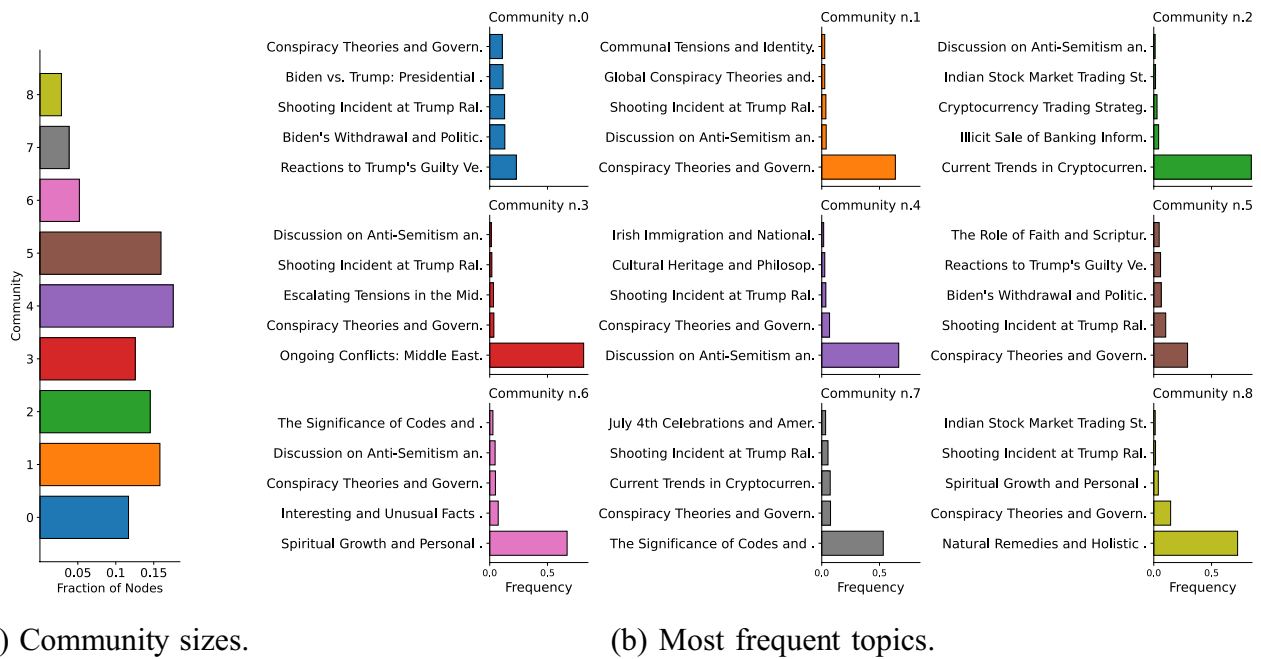 Community
8
7
6
5
4
3
2
1
0
0.05 0.1 0.15
Fraction of Nodes
Community n.0
Conspiracy Theories and Govern.
Biden vs. Trump: Presidential .
Shooting Incident at Trump Ral.
Biden's Withdrawal and Politic.
Reactions to Trump's Guilty Ve.
Community n.1
Communal Tensions and Identity.
Global Conspiracy Theories and.
Shooting Incident at Trump Ral.
Discussion on Anti-Semitism an.
Conspiracy Theories and Govern.
Community n.2
Discussion on Anti-Semitism an.
Indian Stock Market Trading St.
Cryptocurrency Trading Strateg.
Illicit Sale of Banking Inform.
Current Trends in Cryptocurren.
Community n.3
Discussion on Anti-Semitism an.
Shooting Incident at Trump Ral.
Escalating Tensions in the Mid.
Conspiracy Theories and Govern.
Ongoing Conflicts: Middle East.
Community n.4
Irish Immigration and National.
Cultural Heritage and Philosop.
Shooting Incident at Trump Ral.
Conspiracy Theories and Govern.
Discussion on Anti-Semitism an.
Community n.5
The Role of Faith and Scriptur.
Reactions to Trump's Guilty Ve.
Biden's Withdrawal and Politic.
Shooting Incident at Trump Ral.
Conspiracy Theories and Govern.
Community n.6
The Significance of Codes and .
Discussion on Anti-Semitism an.
Conspiracy Theories and Govern.
Interesting and Unusual Facts .
Spiritual Growth and Personal .
0.0 0.5
Frequency
Community n.7
July 4th Celebrations and Amer.
Shooting Incident at Trump Ral.
Current Trends in Cryptocurren.
Conspiracy Theories and Govern.
The Significance of Codes and .
0.0 0.5
Frequency
Community n.8
Indian Stock Market Trading St.
Shooting Incident at Trump Ral.
Spiritual Growth and Personal .
Conspiracy Theories and Govern.
Natural Remedies and Holistic .
0.0 0.5
Frequency
) Community sizes.
(b) Most frequent topics.